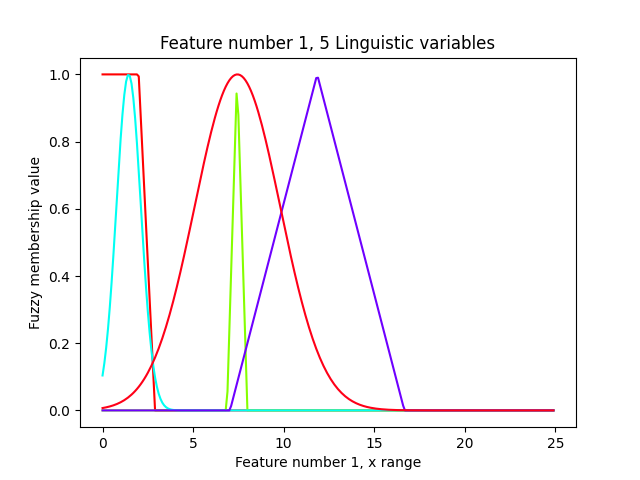 Feature number 1, 5 Linguistic variables
1.0
0.8
0.6
0.4
0.2
0.0
Fuzzy membership value
0 5 10 15 20 25
Feature number 1, x range